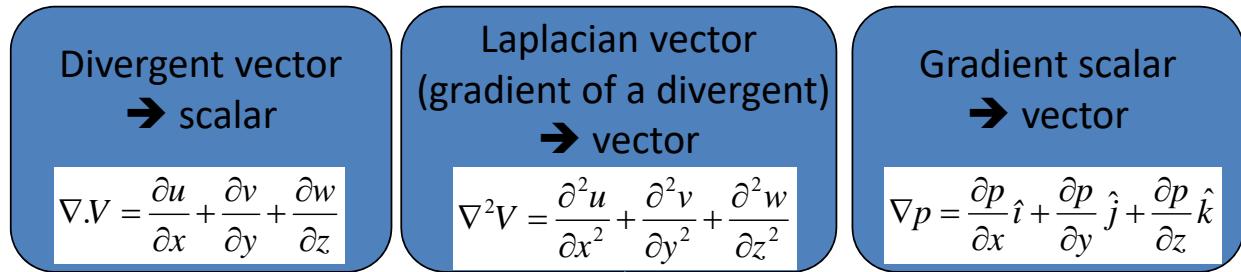 Divergent vector
➔ scalar
∇.V = ∂u/∂x + ∂v/∂y + ∂w/∂z
Laplacian vector
(gradient of a divergent)
➔ vector
∇²V = ∂²u/∂x² + ∂²v/∂y² + ∂²w/∂z²
Gradient scalar
➔ vector
∇p = ∂p/∂x î + ∂p/∂y ĵ + ∂p/∂z k̂